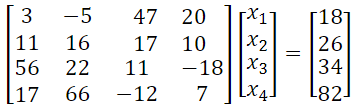 3 −5 47 20 x₁ 18
11 16 17 10 x₂ = 26
56 22 11 −18 x₃ 34
17 66 −12 7 x₄ 82